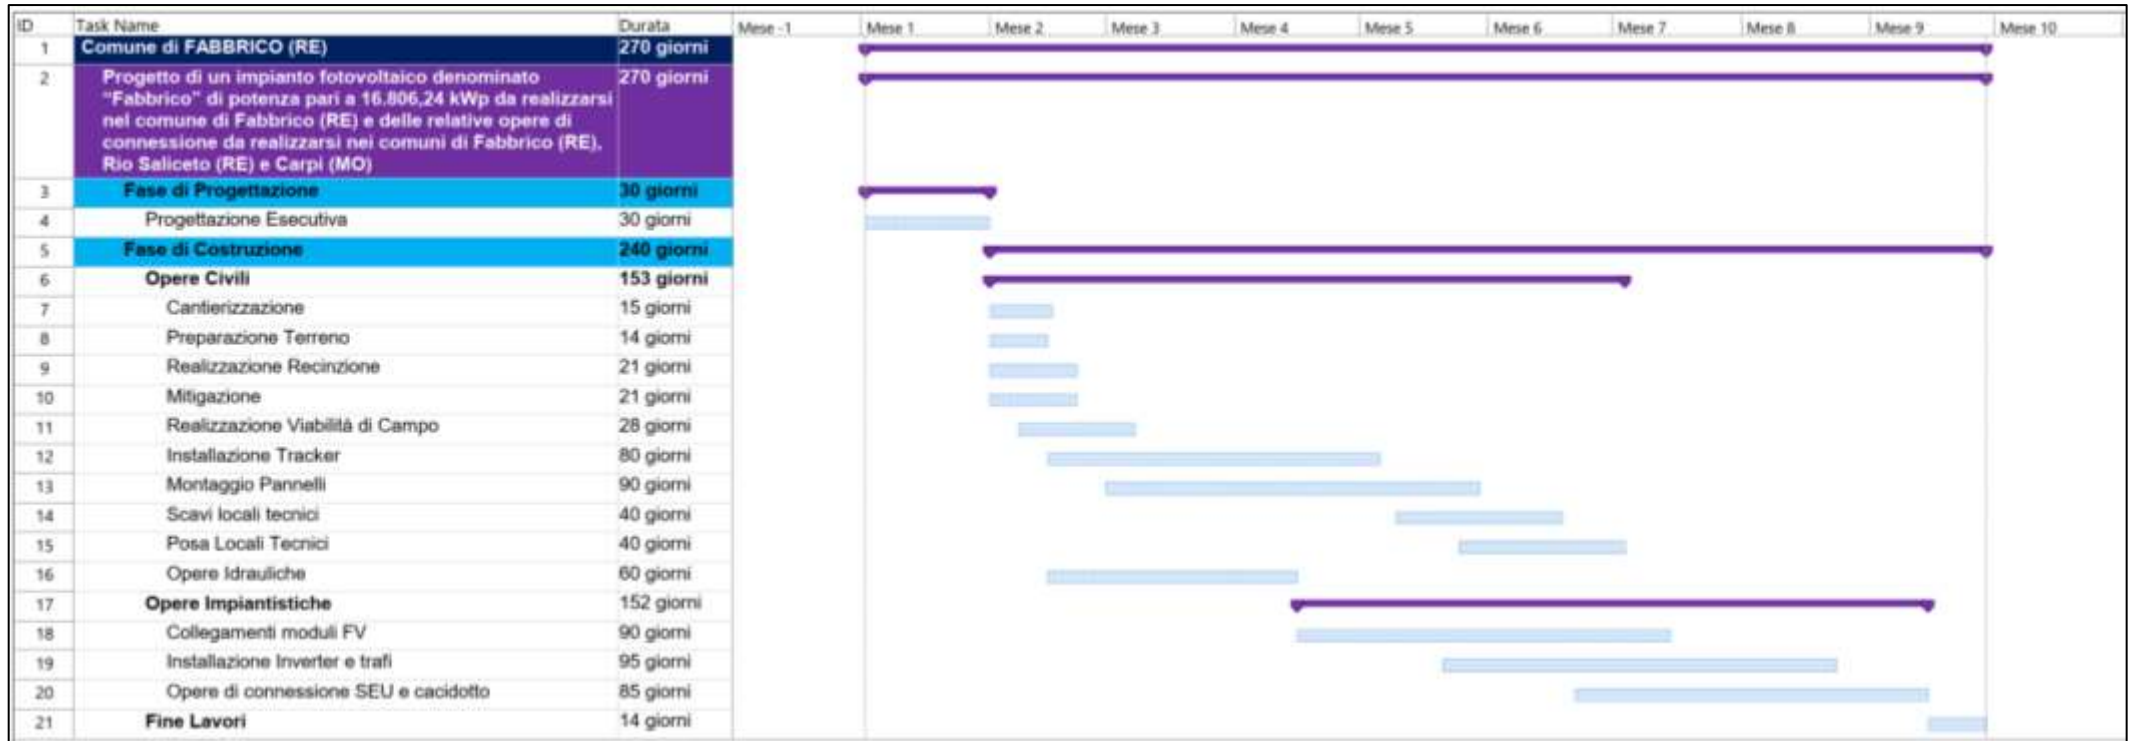 ID Task Name Durata Mese -1 Mese 1 Mese 2 Mese 3 Mese 4 Mese 5 Mese 6 Mese 7 Mese 8 Mese 9 Mese 10
1 Comune di FABBRICO (RE) 270 giorni
2 Progetto di un impianto fotovoltaico denominato 270 giorni
"Fabbrico" di potenza pari a 16.806,24 kWp da realizzarsi
nel comune di Fabbrico (RE) e delle relative opere di
connessione da realizzarsi nei comuni di Fabbrico (RE),
Rio Saliceto (RE) e Carpi (MO)
3 Fase di Progettazione 30 giorni
4 Progettazione Esecutiva 30 giorni
5 Fase di Costruzione 240 giorni
6 Opere Civili 153 giorni
7 Cantierizzazione 15 giorni
8 Preparazione Terreno 14 giorni
9 Realizzazione Recinzione 21 giorni
10 Mitigazione 21 giorni
11 Realizzazione Viabilità di Campo 28 giorni
12 Installazione Tracker 80 giorni
13 Montaggio Pannelli 90 giorni
14 Scavi locali tecnici 40 giorni
15 Posa Locali Tecnici 40 giorni
16 Opere Idrauliche 60 giorni
17 Opere Impiantistiche 152 giorni
18 Collegamenti moduli FV 90 giorni
19 Installazione Inverter e trafi 95 giorni
20 Opere di connessione SEU e cacidotto 85 giorni
21 Fine Lavori 14 giorni